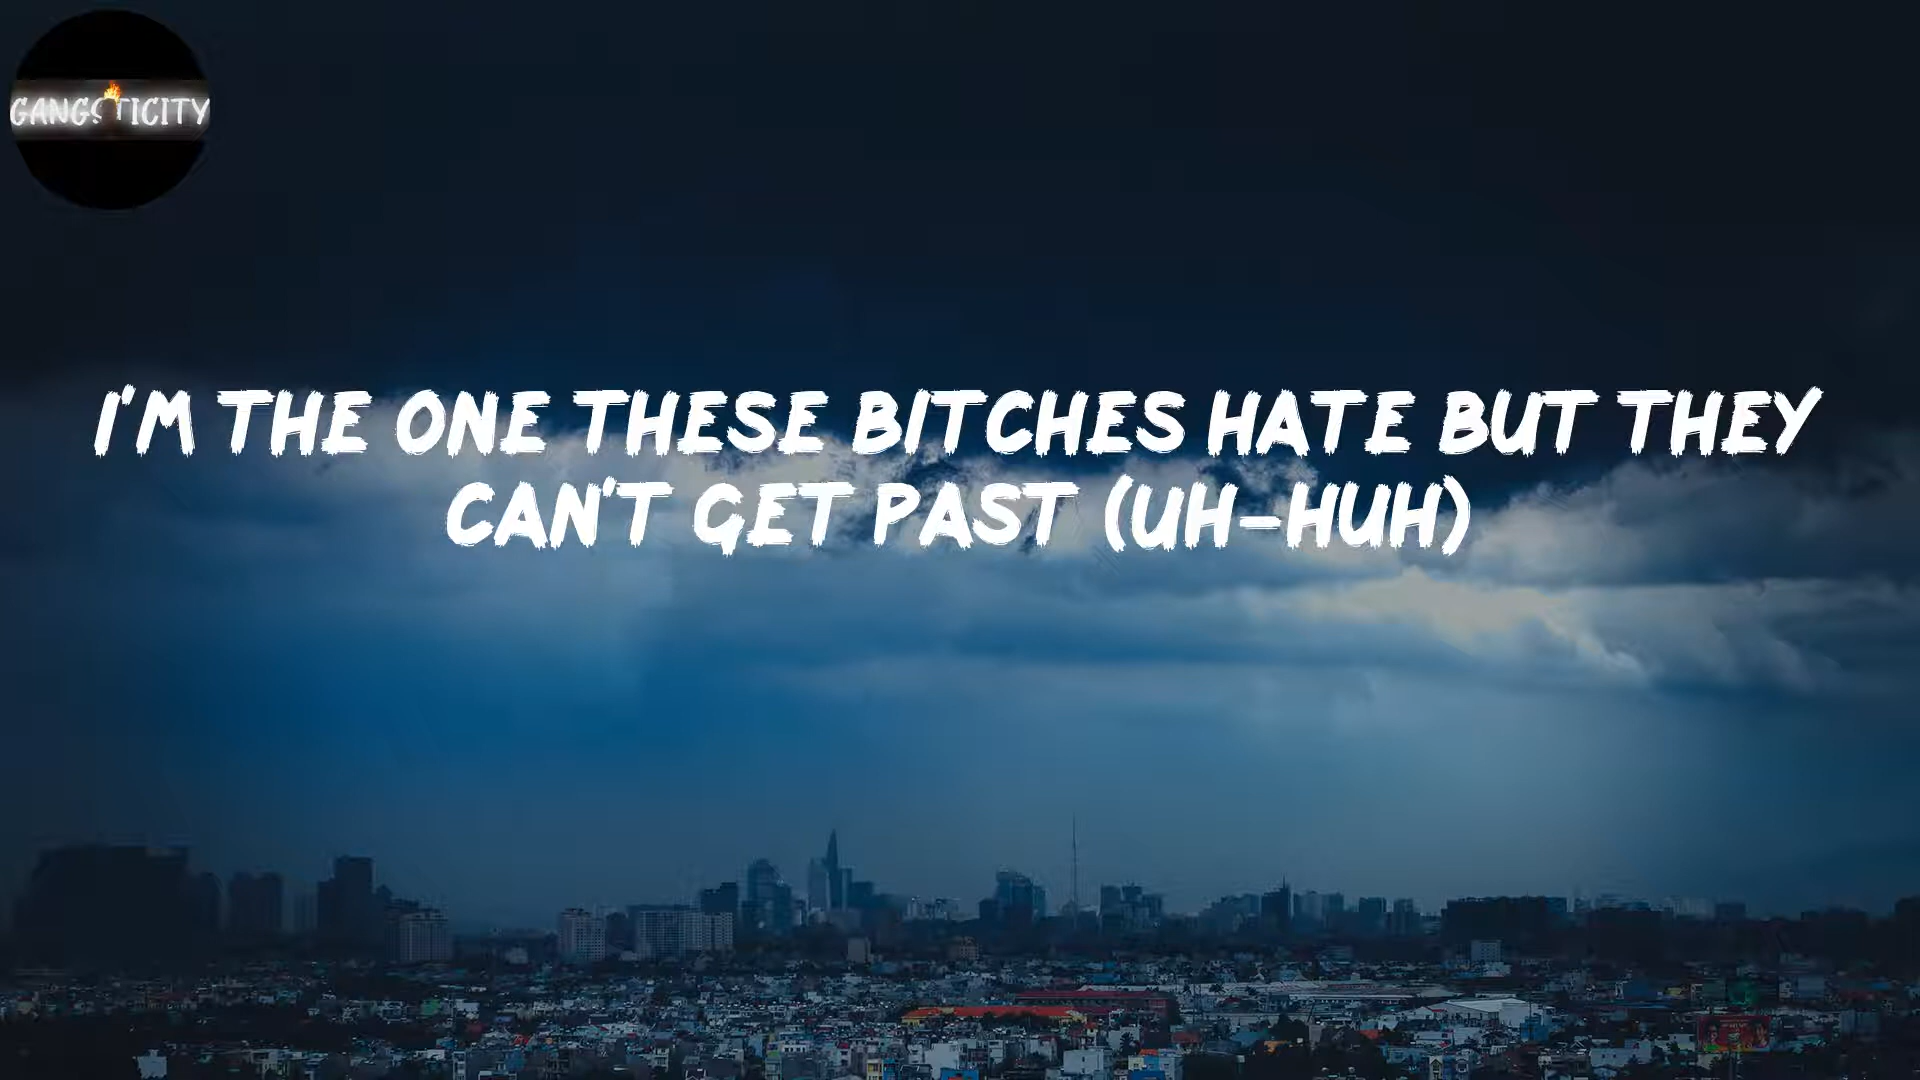 GANGSTICITY
I'M THE ONE THESE BITCHES HATE BUT THEY
CAN'T GET PAST (UH-HUH)